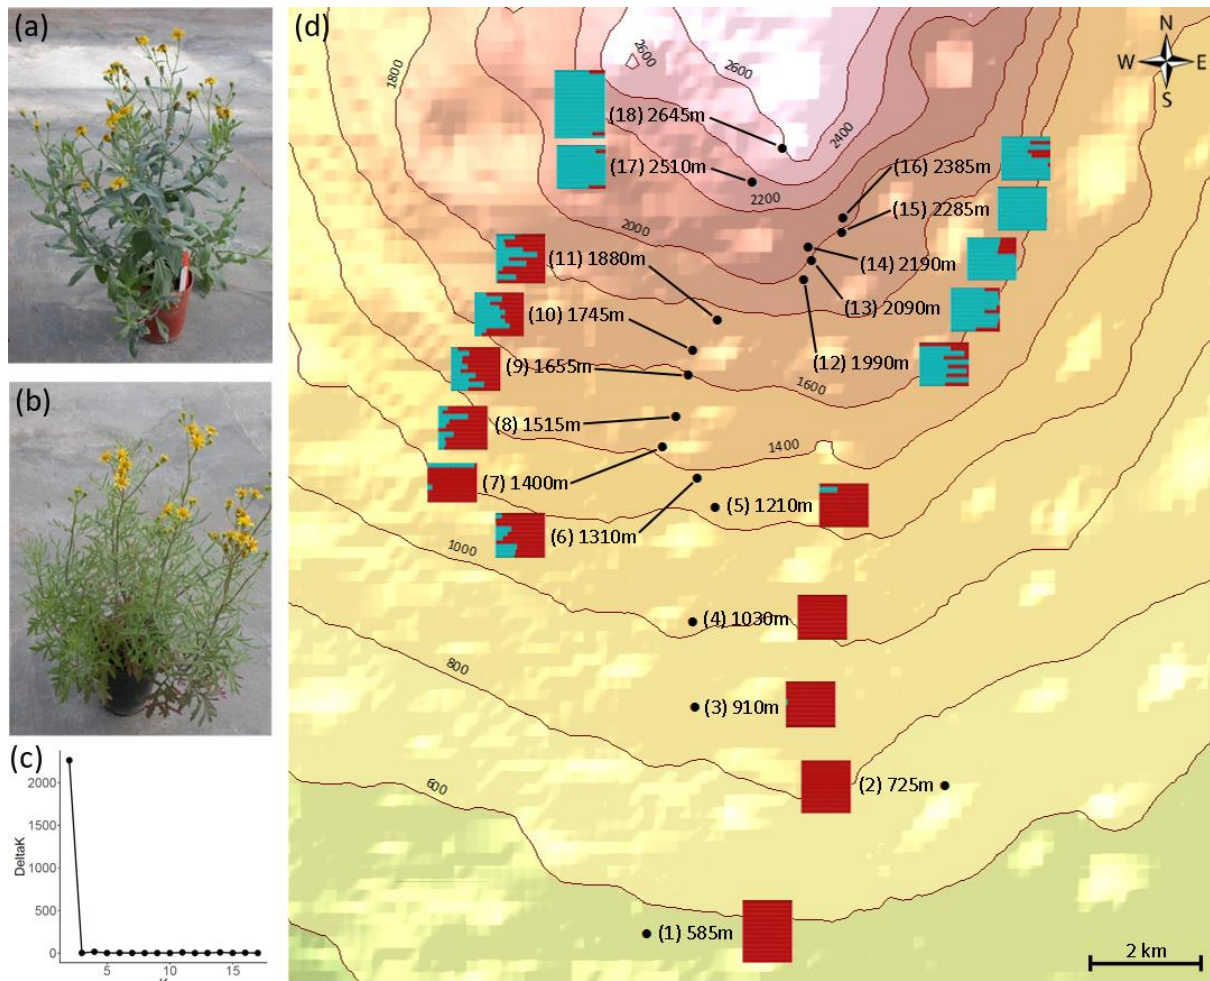 (a)
(b)
(c)
2000
1500
1000
500
0
DeltaK
5
10
15
(d)
N
W
E
S
2600
2600
1800
2400
(18) 2645m
(17) 2510m
(16) 2385m
2200
(15) 2285m
2000
(11) 1880m
(14) 2190m
(10) 1745m
(13) 2090m
(9) 1655m
(12) 1990m
1600
(8) 1515m
1400
(7) 1400m
(5) 1210m
(6) 1310m
1000
(4) 1030m
800
(3) 910m
600
(2) 725m
(1) 585m
2 km